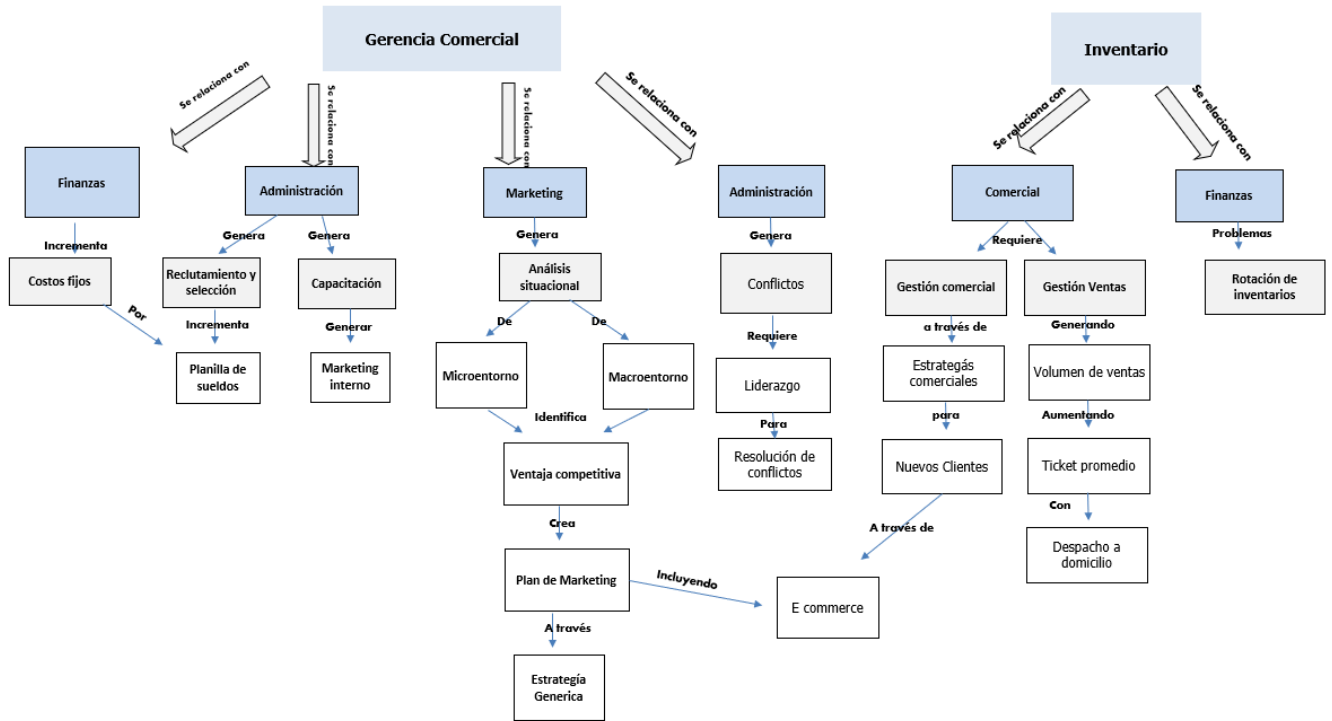 Gerencia Comercial
Inventario
Se relaciona con
Se relaciona con
Se relaciona con
Se relaciona con
Se relaciona con
Se relaciona con
Finanzas
Administración
Marketing
Administración
Comercial
Finanzas
Incrementa
Genera
Genera
Genera
Genera
Requiere
Problemas
Costos fijos
Reclutamiento y
selección
Capacitación
Análisis
situacional
Conflictos
Gestión comercial
Gestión Ventas
Rotación de
inventarios
Por
Incrementa
Generar
De
De
Requiere
a través de
Generando
Planilla de
sueldos
Marketing
interno
Microentorno
Macroentorno
Liderazgo
Estrategás
comerciales
Volumen de ventas
Identifica
Para
para
Aumentando
Ventaja competitiva
Resolución de
conflictos
Nuevos Clientes
Ticket promedio
Crea
A través de
Con
Plan de Marketing
Incluyendo
E commerce
Despacho a
domicilio
A través
Estrategía
Generica